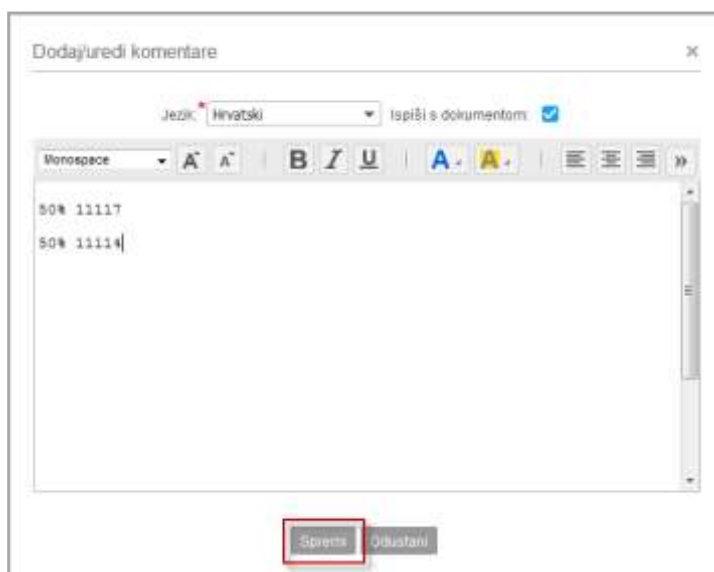 Dodaj/uredi komentare
Jezik:* Hrvatski Ispiši s dokumentom:
Monospace A A B I U A A »
50% 11117
50% 11114
Spremi Odustani